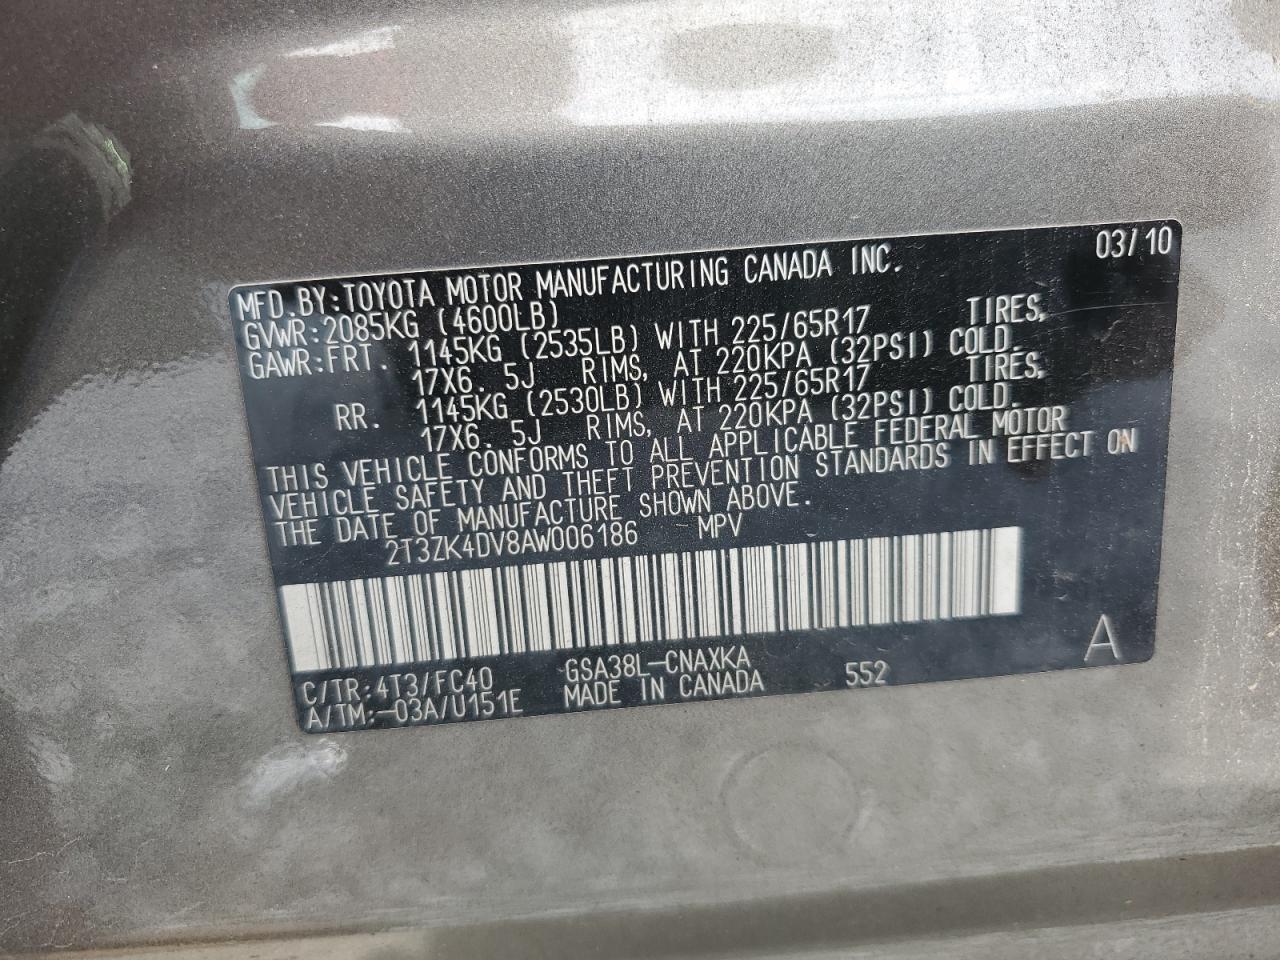 03/10
MFD.BY:TOYOTA MOTOR MANUFACTURING CANADA INC.
GVWR:2085KG (4600LB)
GAWR:FRT. 1145KG (2535LB) WITH 225/65R17 TIRES,
17X6. 5J RIMS, AT 220KPA (32PSI) COLD.
RR. 1145KG (2530LB) WITH 225/65R17 TIRES,
17X6. 5J RIMS, AT 220KPA (32PSI) COLD.
THIS VEHICLE CONFORMS TO ALL APPLICABLE FEDERAL MOTOR
VEHICLE SAFETY AND THEFT PREVENTION STANDARDS IN EFFECT ON
THE DATE OF MANUFACTURE SHOWN ABOVE.
2T3ZK4DV8AW006186 MPV
C/TR:4T3/FC40 GSA38L-CNAXKA 552 A
A/TM:-03A/U151E MADE IN CANADA